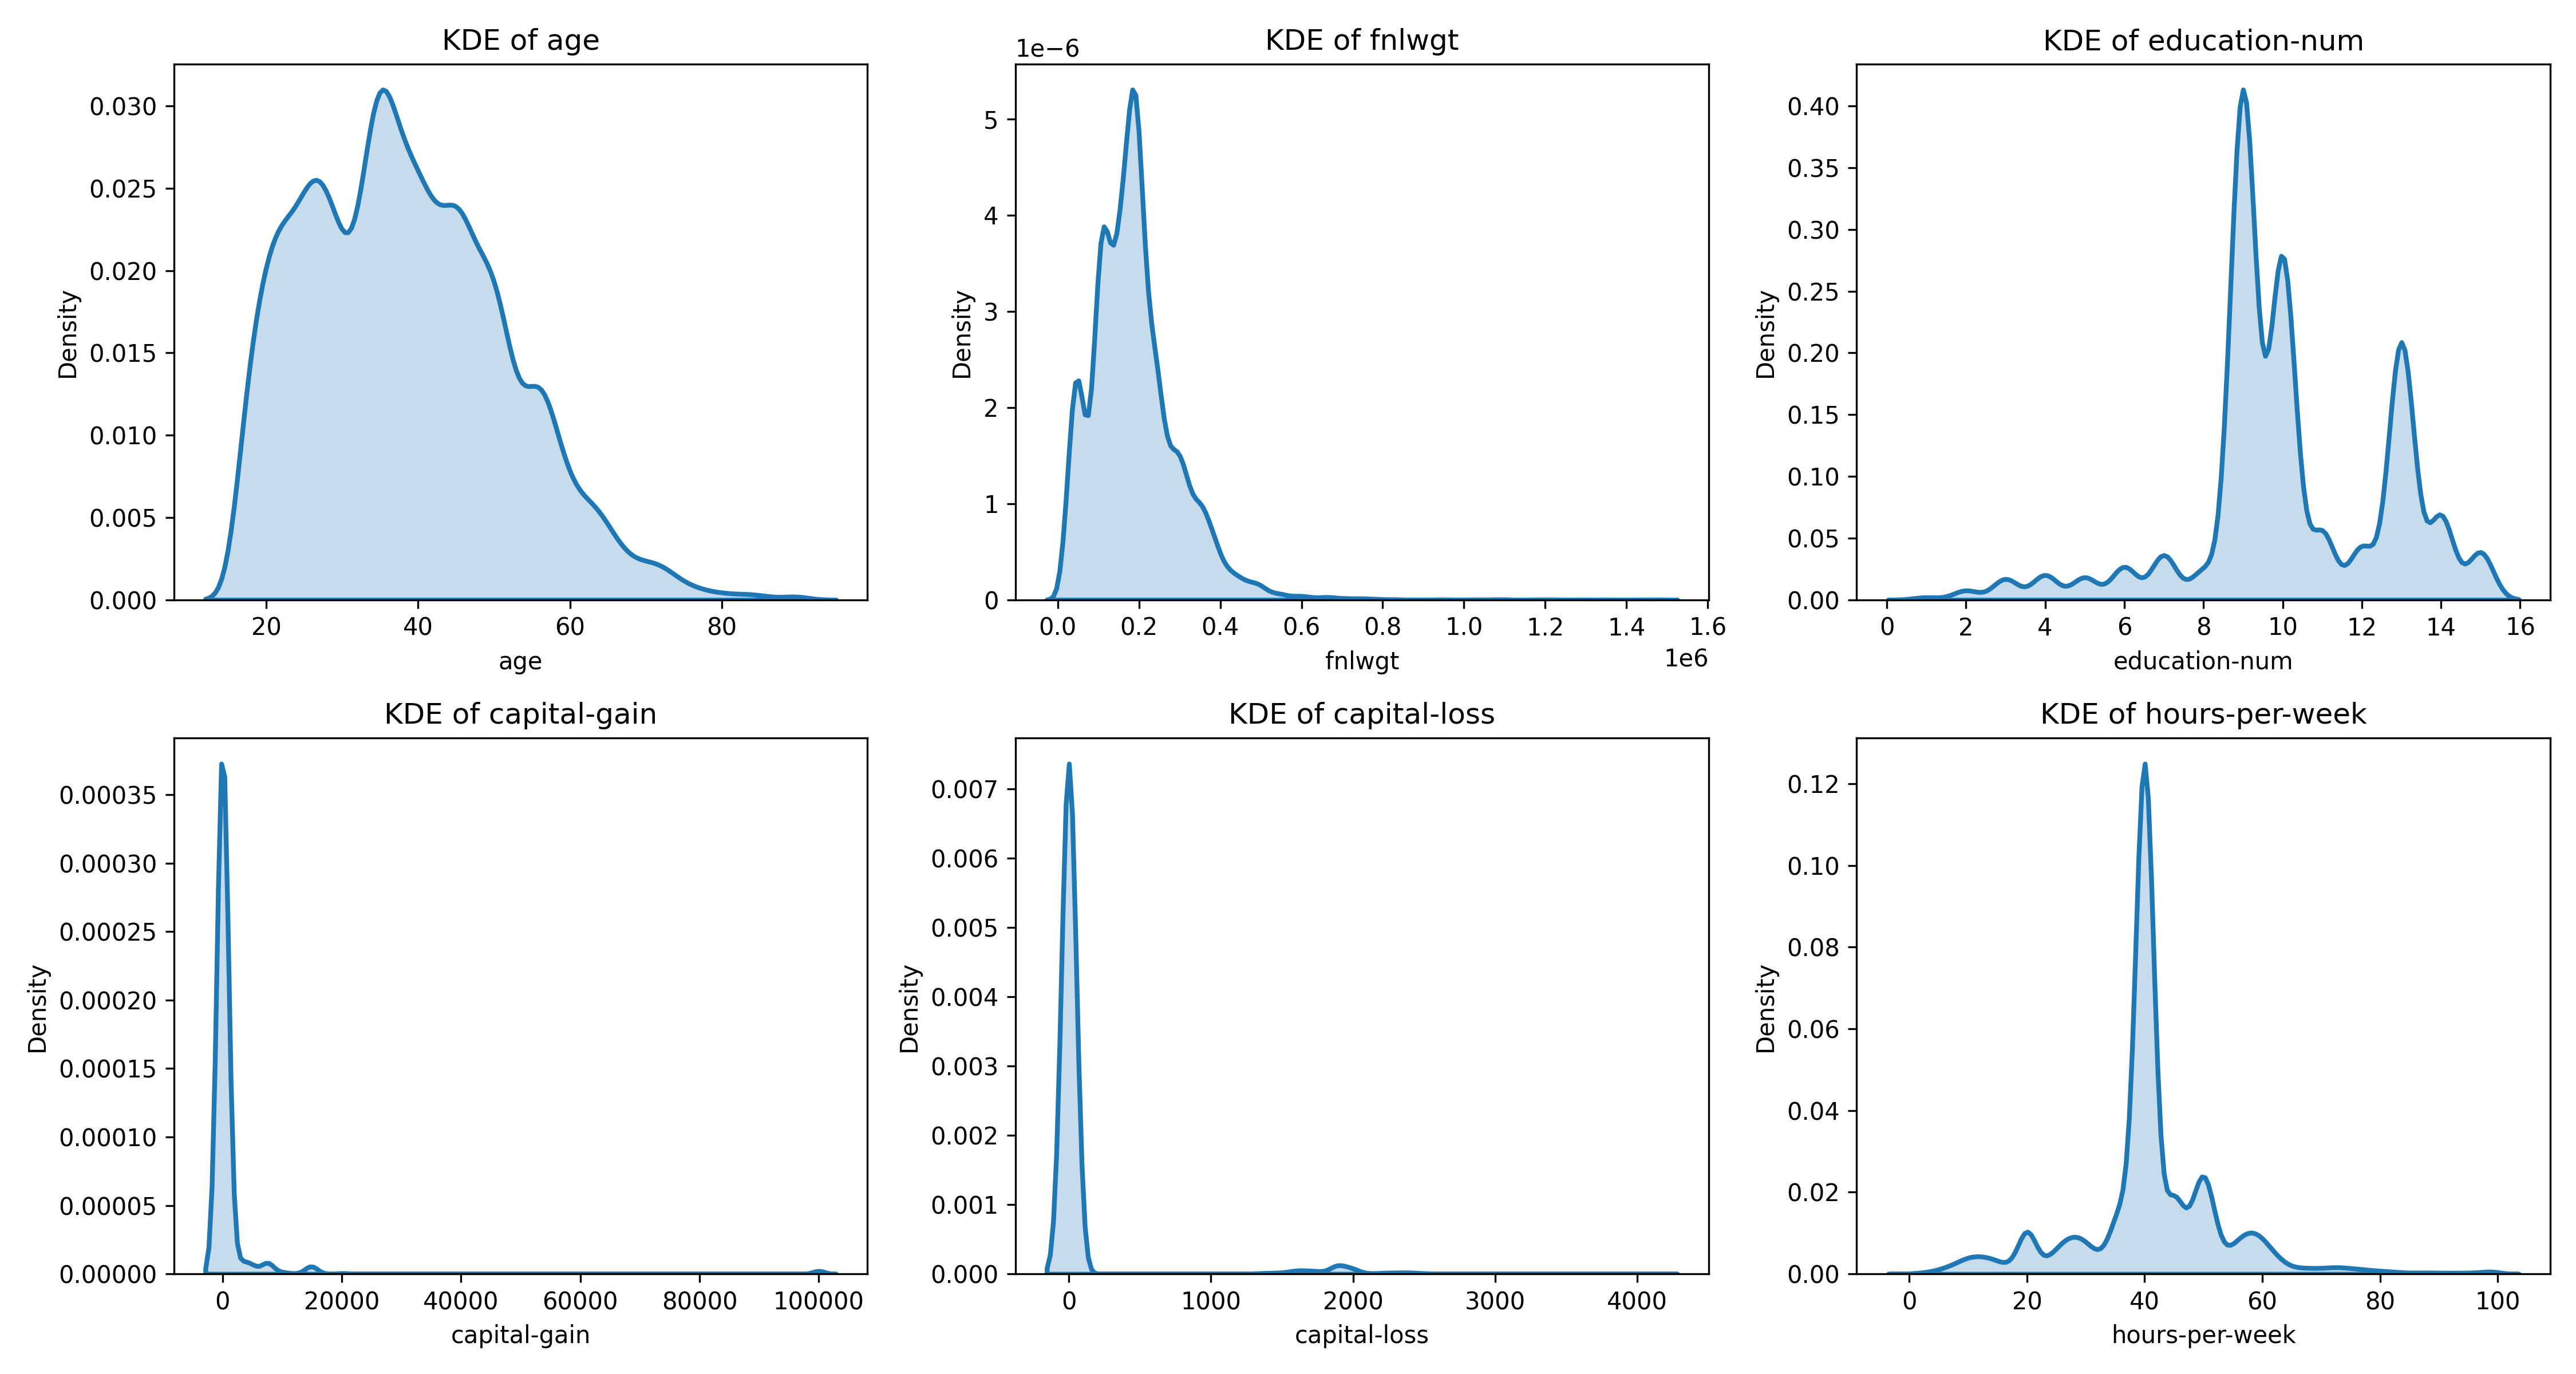 KDE of age
0.030
0.025
0.020
0.015
0.010
0.005
0.000
Density
20 40 60 80
age
KDE of fnlwgt
1e−6
5
4
3
2
1
0
Density
0.0 0.2 0.4 0.6 0.8 1.0 1.2 1.4 1.6
1e6
fnlwgt
KDE of education-num
0.40
0.35
0.30
0.25
0.20
0.15
0.10
0.05
0.00
Density
0 2 4 6 8 10 12 14 16
education-num
KDE of capital-gain
0.00035
0.00030
0.00025
0.00020
0.00015
0.00010
0.00005
0.00000
Density
0 20000 40000 60000 80000 100000
capital-gain
KDE of capital-loss
0.007
0.006
0.005
0.004
0.003
0.002
0.001
0.000
Density
0 1000 2000 3000 4000
capital-loss
KDE of hours-per-week
0.12
0.10
0.08
0.06
0.04
0.02
0.00
Density
0 20 40 60 80 100
hours-per-week